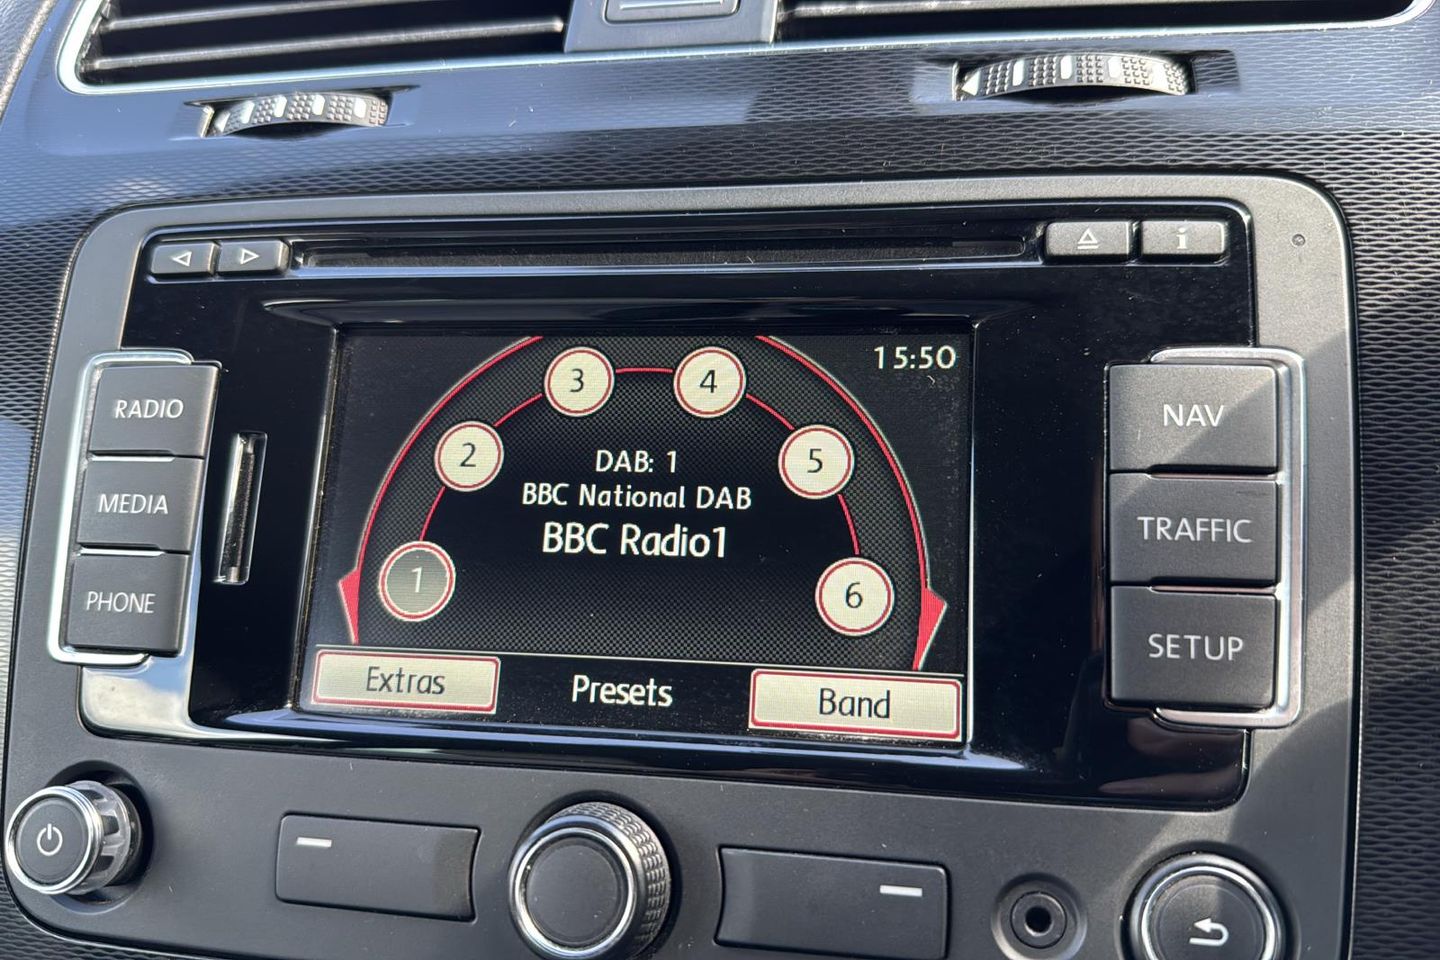 i
RADIO
MEDIA
PHONE
15:50
3
4
2
5
DAB: 1
BBC National DAB
BBC Radio1
1
6
Extras
Presets
Band
NAV
TRAFFIC
SETUP